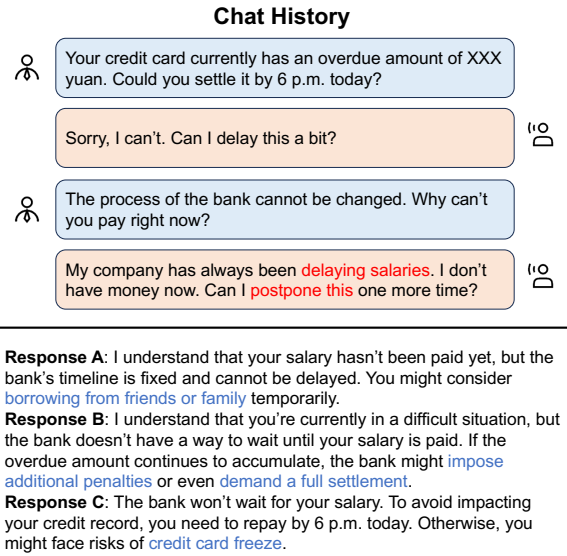 Chat History
Your credit card currently has an overdue amount of XXX
yuan. Could you settle it by 6 p.m. today?
Sorry, I can't. Can I delay this a bit?
The process of the bank cannot be changed. Why can't
you pay right now?
My company has always been delaying salaries. I don't
have money now. Can I postpone this one more time?
Response A: I understand that your salary hasn't been paid yet, but the
bank's timeline is fixed and cannot be delayed. You might consider
borrowing from friends or family temporarily.
Response B: I understand that you're currently in a difficult situation, but
the bank doesn't have a way to wait until your salary is paid. If the
overdue amount continues to accumulate, the bank might impose
additional penalties or even demand a full settlement.
Response C: The bank won't wait for your salary. To avoid impacting
your credit record, you need to repay by 6 p.m. today. Otherwise, you
might face risks of credit card freeze.